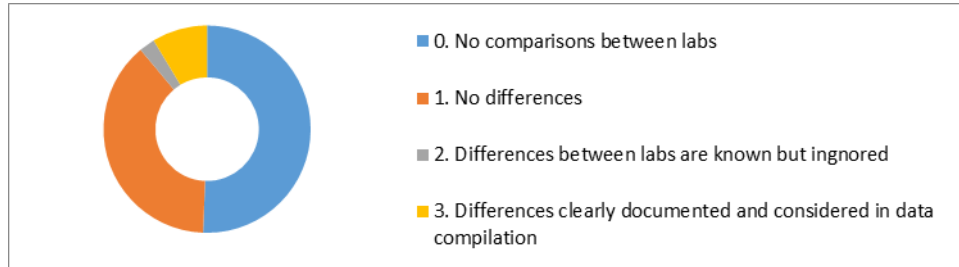 0. No comparisons between labs
1. No differences
2. Differences between labs are known but ingnored
3. Differences clearly documented and considered in data
compilation